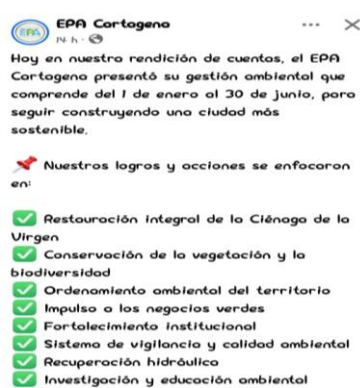 EPA Cartagena
14 h
Hoy en nuestra rendición de cuentas, el EPA
Cartagena presentó su gestión ambiental que
comprende del 1 de enero al 30 de junio, para
seguir construyendo una ciudad más
sostenible.
📌 Nuestros logros y acciones se enfocaron
en:
✅ Restauración integral de la Ciénaga de la
Virgen
✅ Conservación de la vegetación y la
biodiversidad
✅ Ordenamiento ambiental del territorio
✅ Impulso a los negocios verdes
✅ Fortalecimiento institucional
✅ Sistema de vigilancia y calidad ambiental
✅ Recuperación hidráulica
✅ Investigación y educación ambiental